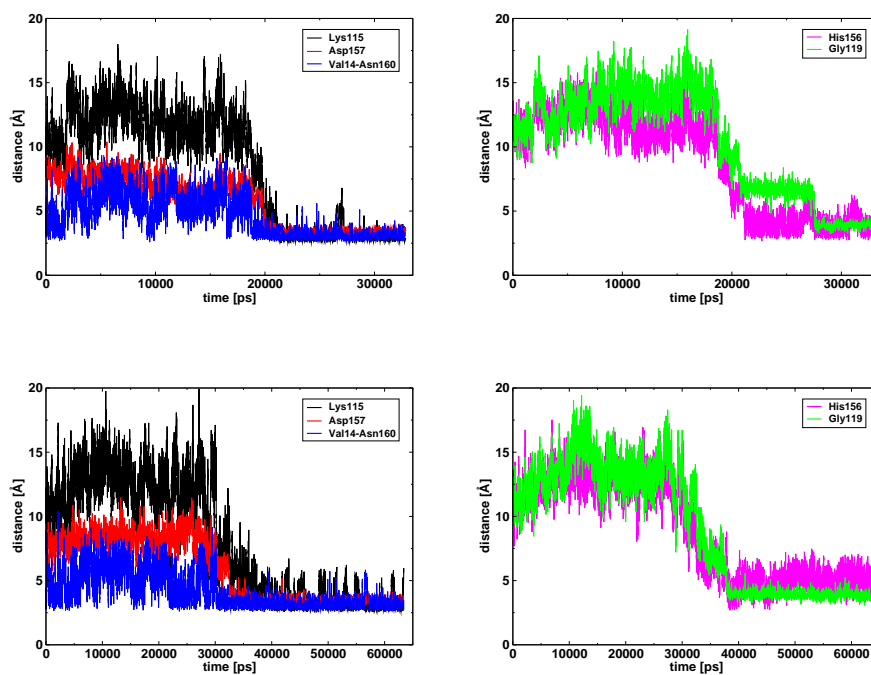 20
15
10
5
0
distance [Å]
0 10000 20000 30000
time [ps]
Lys115
Asp157
Val14-Asn160
20
15
10
5
0
distance [Å]
0 10000 20000 30000
time [ps]
His156
Gly119
20
15
10
5
0
distance [Å]
0 10000 20000 30000 40000 50000 60000
time [ps]
Lys115
Asp157
Val14-Asn160
20
15
10
5
0
distance [Å]
0 10000 20000 30000 40000 50000 60000
time [ps]
His156
Gly119